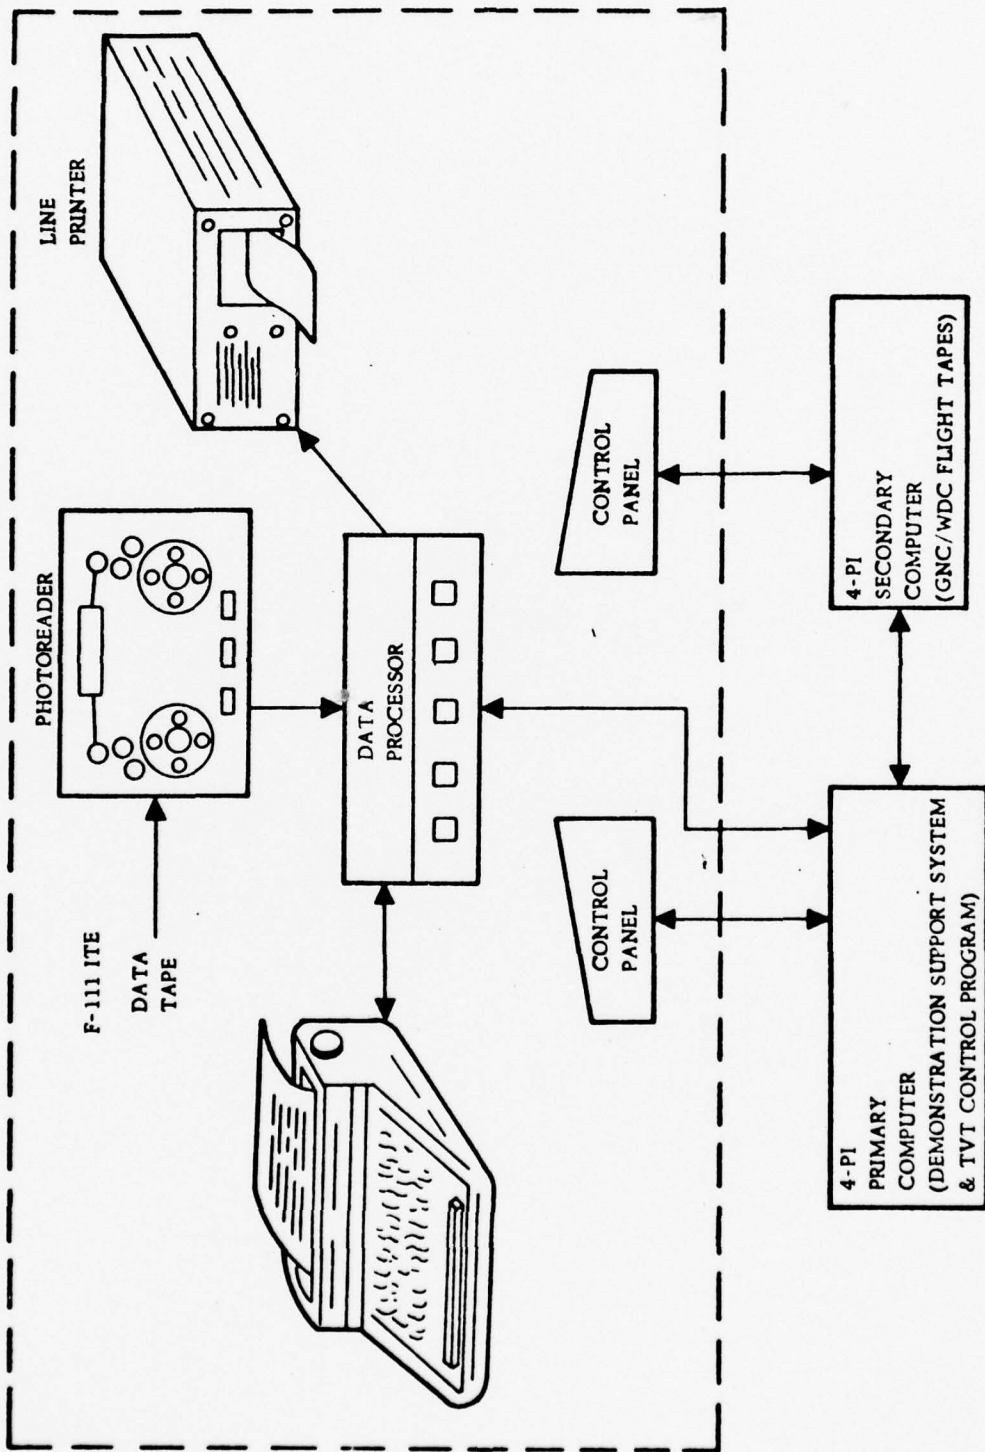 F-111 ITE
DATA
TAPE
PHOTOREADER
LINE
PRINTER
DATA
PROCESSOR
CONTROL
PANEL
CONTROL
PANEL
4-PI
PRIMARY
COMPUTER
(DEMONSTRATION SUPPORT SYSTEM
& TVT CONTROL PROGRAM)
4-PI
SECONDARY
COMPUTER
(GNC/WDC FLIGHT TAPES)